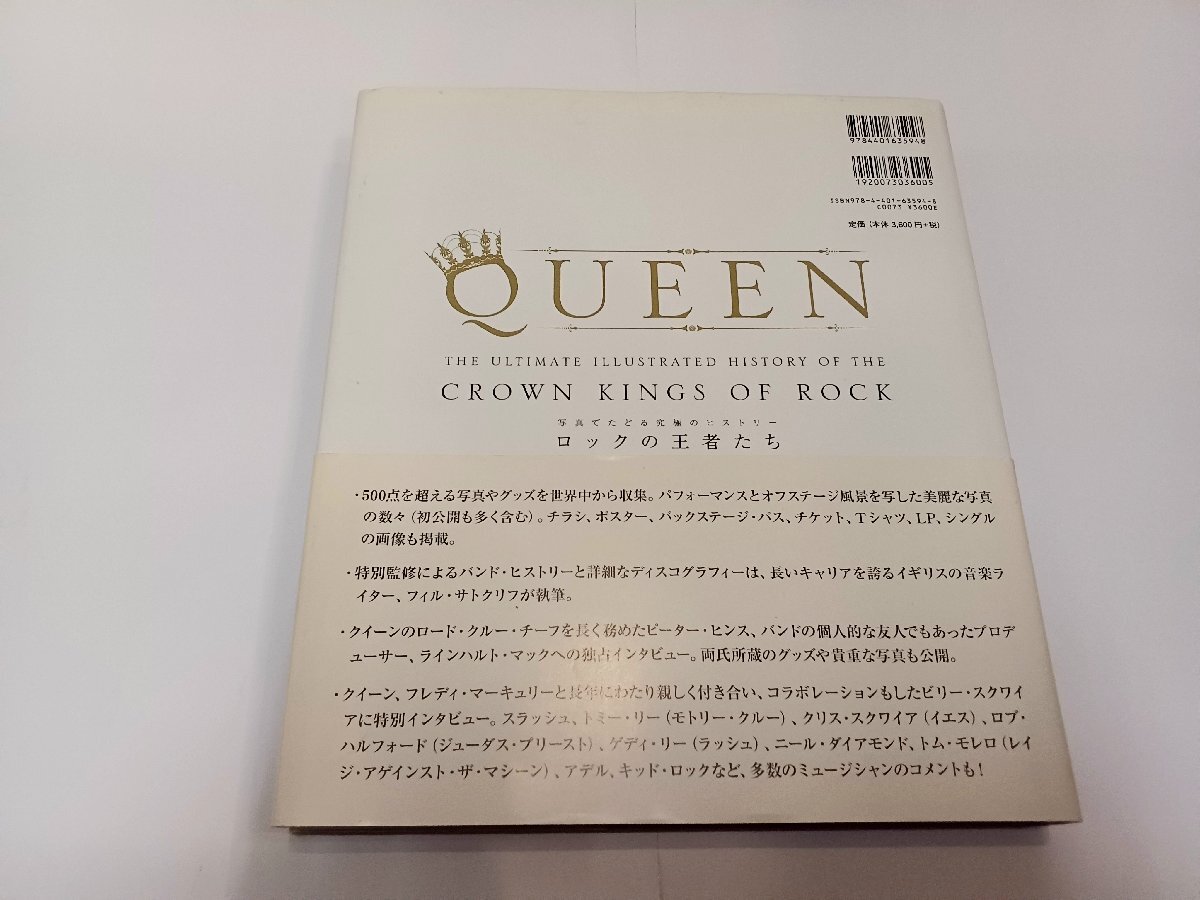 9784401635948
1920073036005
ISBN978-4-401-63594-8
C0073 ¥3600E
定価(本体3,600円+税)
QUEEN
THE ULTIMATE ILLUSTRATED HISTORY OF THE
CROWN KINGS OF ROCK
写真でたどる究極のヒストリー
ロックの王者たち
・500点を超える写真やグッズを世界中から収集。パフォーマンスとオフステージ風景を写した美麗な写真
の数々(初公開も多く含む)。チラシ、ポスター、バックステージ・パス、チケット、Tシャツ、LP、シングル
の画像も掲載。
・特別監修によるバンド・ヒストリーと詳細なディスコグラフィーは、長いキャリアを誇るイギリスの音楽ラ
イター、フィル・サトクリフが執筆。
・クイーンのロード・クルー・チーフを長く務めたピーター・ヒンス、バンドの個人的な友人でもあったプロデ
ューサー、ラインハルト・マックへの独占インタビュー。両氏所蔵のグッズや貴重な写真も公開。
・クイーン、フレディ・マーキュリーと長年にわたり親しく付き合い、コラボレーションもしたビリー・スクワイ
アに特別インタビュー。スラッシュ、トミー・リー(モトリー・クルー)、クリス・スクワイア(イエス)、ロブ・
ハルフォード(ジューダス・プリースト)、ゲディ・リー(ラッシュ)、ニール・ダイアモンド、トム・モレロ(レイ
ジ・アゲインスト・ザ・マシーン)、アデル、キッド・ロックなど、多数のミュージシャンのコメントも!